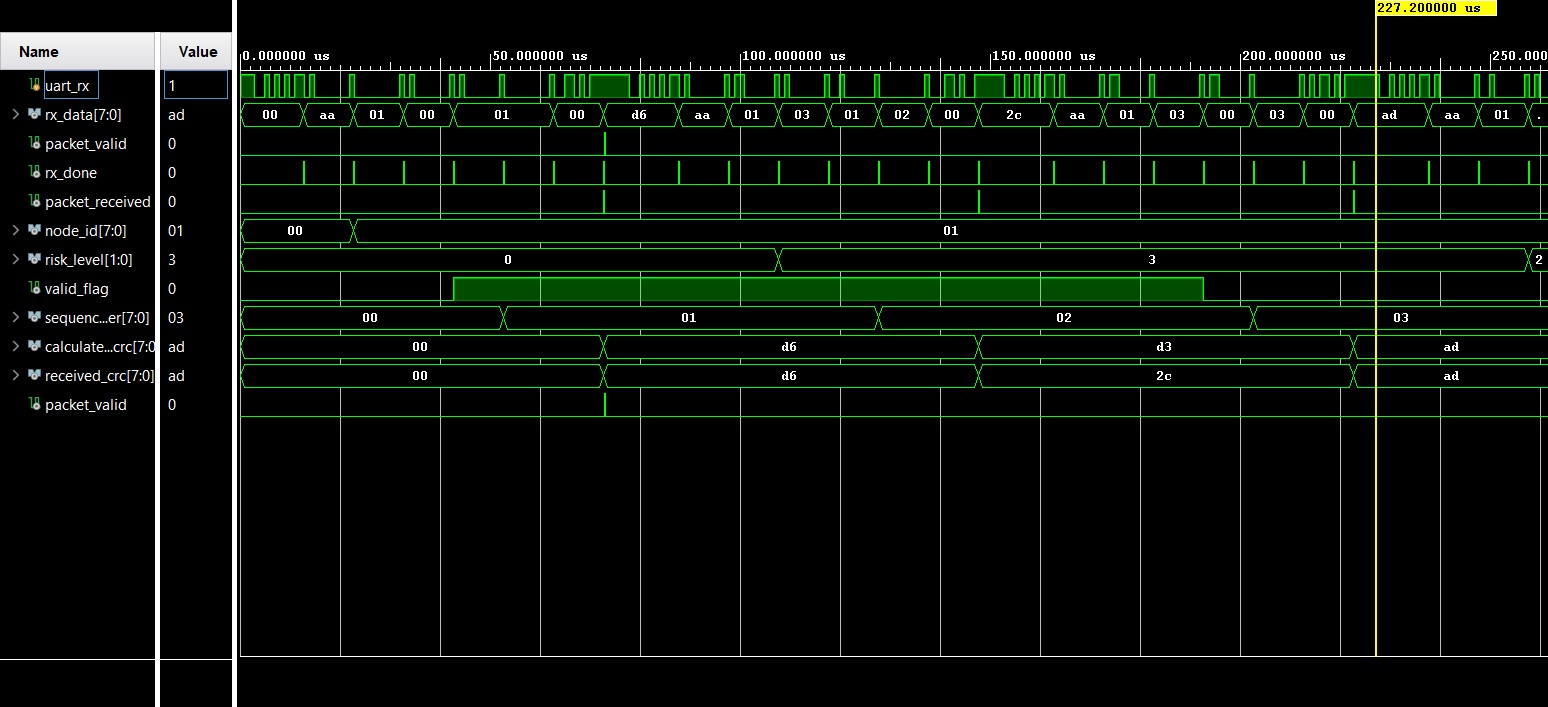 227.200000 us
Name Value
0.000000 us 50.000000 us 100.000000 us 150.000000 us 200.000000 us 250.000
uart_rx 1
rx_data[7:0] ad 00 aa 01 00 01 00 d6 aa 01 03 01 02 00 2c aa 01 03 00 03 00 ad aa 01 .
packet_valid 0
rx_done 0
packet_received 0
node_id[7:0] 01 00 01
risk_level[1:0] 3 0 3 2
valid_flag 0
sequenc...er[7:0] 03 00 01 02 03
calculate...crc[7:0 ad 00 d6 d3 ad
received_crc[7:0] ad 00 d6 2c ad
packet_valid 0